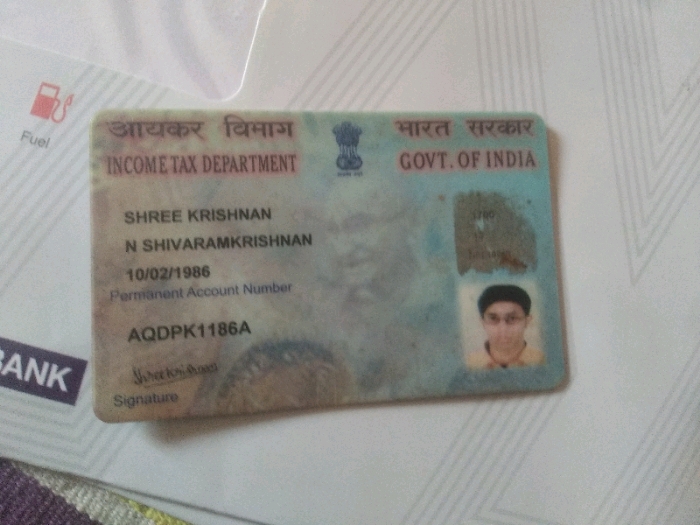 Fuel
आयकर विभाग
भारत सरकार
INCOME TAX DEPARTMENT
GOVT. OF INDIA
SHREE KRISHNAN
N SHIVARAMKRISHNAN
10/02/1986
Permanent Account Number
AQDPK1186A
Shreekrishnan
Signature
BANK